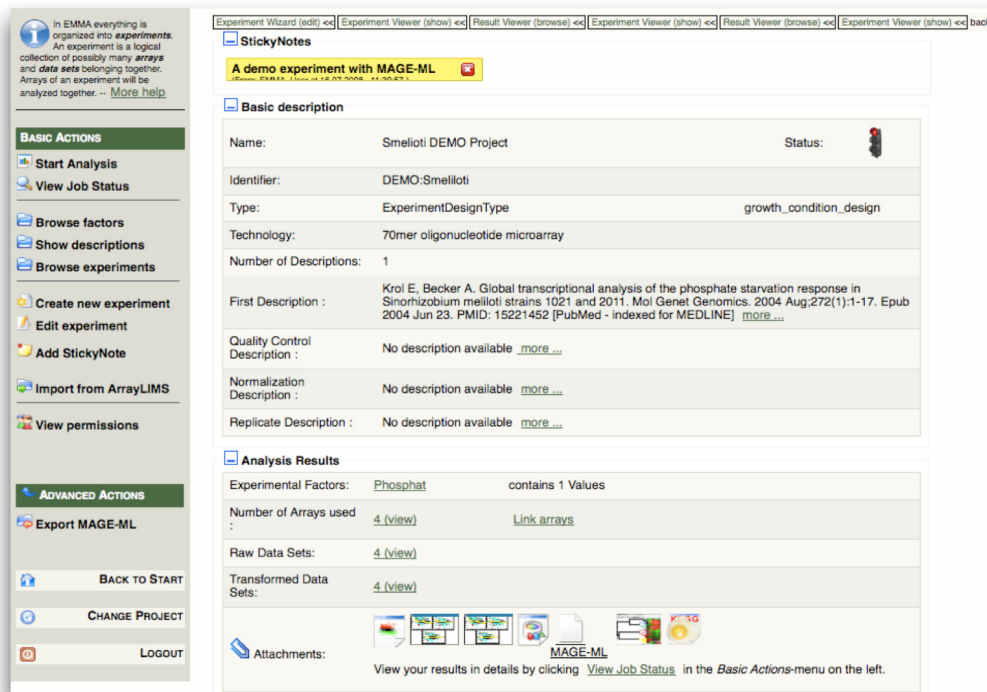 In EMMA everything is
organized into experiments.
An experiment is a logical
collection of possibly many arrays
and data sets belonging together.
Arrays of an experiment will be
analyzed together. -- More help
BASIC ACTIONS
Start Analysis
View Job Status
Browse factors
Show descriptions
Browse experiments
Create new experiment
Edit experiment
Add StickyNote
Import from ArrayLIMS
View permissions
ADVANCED ACTIONS
Export MAGE-ML
BACK TO START
CHANGE PROJECT
LOGOUT
Experiment Wizard (edit) << Experiment Viewer (show) << Result Viewer (browse) << Experiment Viewer (show) << Result Viewer (browse) << Experiment Viewer (show) << back
StickyNotes
A demo experiment with MAGE-ML
Basic description
Name: Smelioti DEMO Project Status:
Identifier: DEMO:Smeliloti
Type: ExperimentDesignType growth_condition_design
Technology: 70mer oligonucleotide microarray
Number of Descriptions: 1
First Description : Krol E, Becker A. Global transcriptional analysis of the phosphate starvation response in
Sinorhizobium meliloti strains 1021 and 2011. Mol Genet Genomics. 2004 Aug;272(1):1-17. Epub
2004 Jun 23. PMID: 15221452 [PubMed - indexed for MEDLINE] more ...
Quality Control
Description : No description available more ...
Normalization
Description : No description available more ...
Replicate Description : No description available more ...
Analysis Results
Experimental Factors: Phosphat contains 1 Values
Number of Arrays used
: 4 (view) Link arrays
Raw Data Sets: 4 (view)
Transformed Data
Sets: 4 (view)
KEGG
Attachments: MAGE-ML
View your results in details by clicking View Job Status in the Basic Actions-menu on the left.